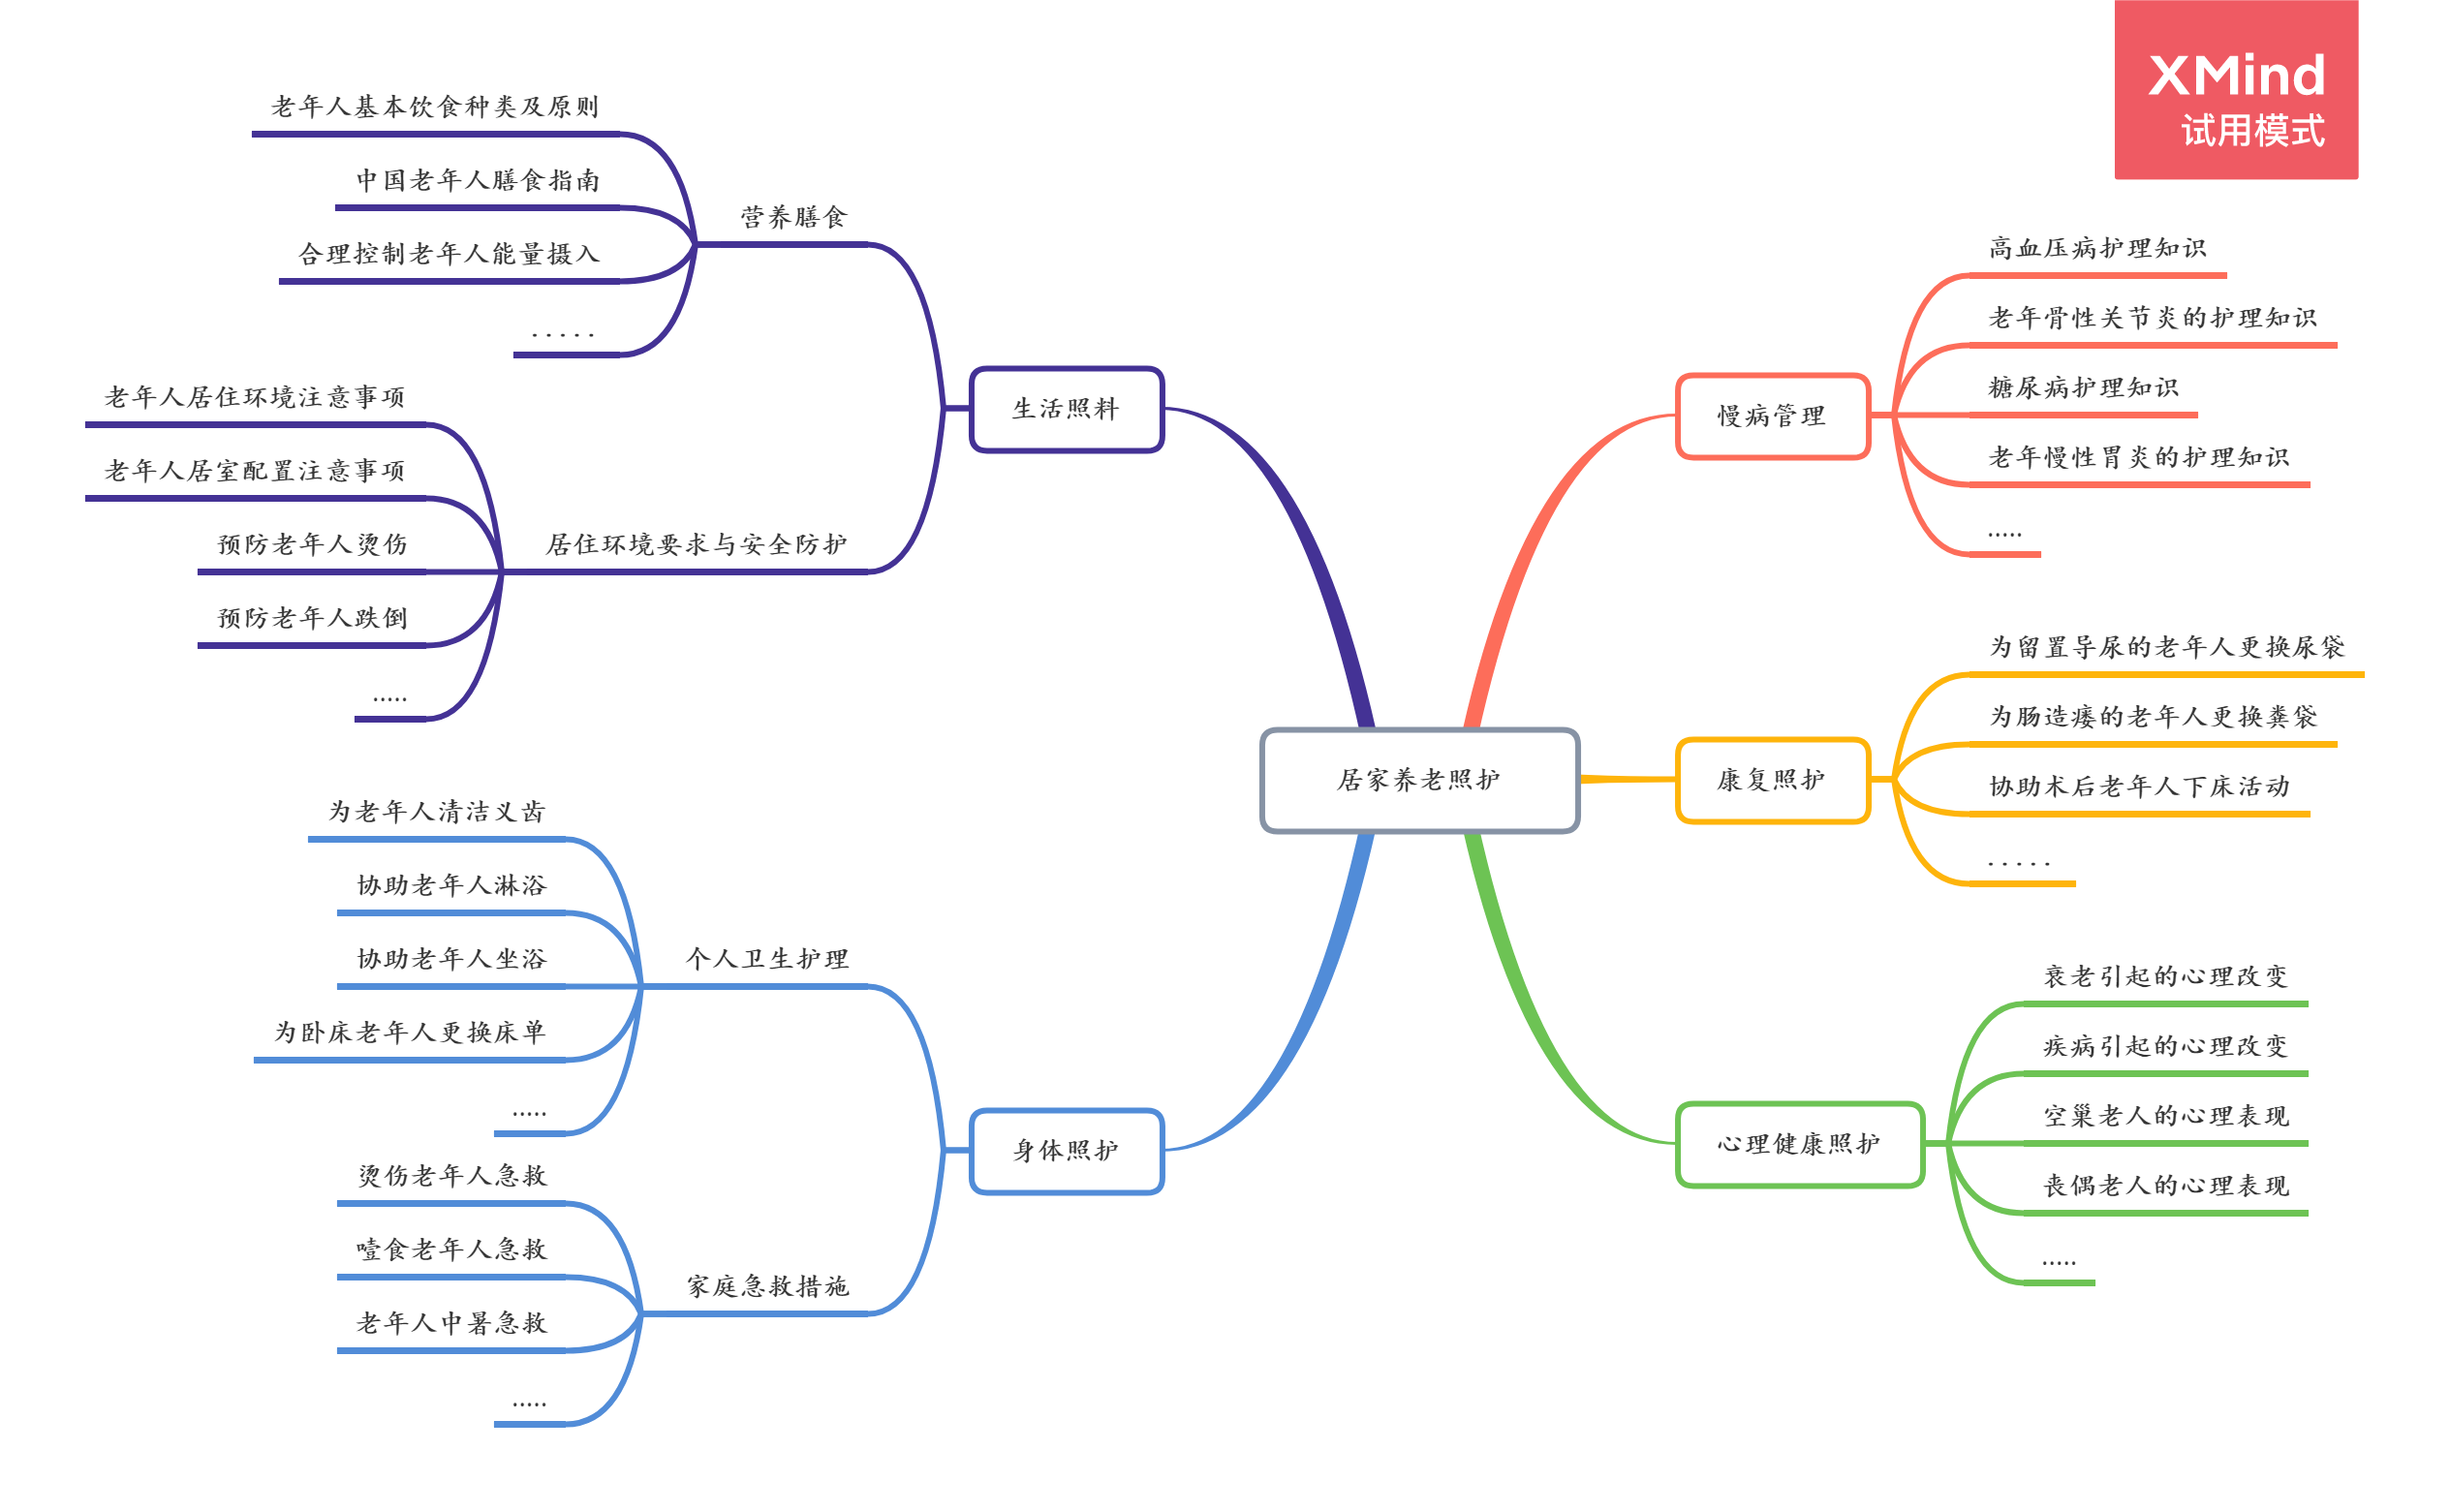 XMind
试用模式
居家养老照护
慢病管理
高血压病护理知识
老年骨性关节炎的护理知识
糖尿病护理知识
老年慢性胃炎的护理知识
.....
康复照护
为留置导尿的老年人更换尿袋
为肠造瘘的老年人更换粪袋
协助术后老年人下床活动
. . . . .
心理健康照护
衰老引起的心理改变
疾病引起的心理改变
空巢老人的心理表现
丧偶老人的心理表现
.....
生活照料
营养膳食
老年人基本饮食种类及原则
中国老年人膳食指南
合理控制老年人能量摄入
. . . . .
居住环境要求与安全防护
老年人居住环境注意事项
老年人居室配置注意事项
预防老年人烫伤
预防老年人跌倒
.....
身体照护
个人卫生护理
为老年人清洁义齿
协助老年人淋浴
协助老年人坐浴
为卧床老年人更换床单
.....
家庭急救措施
烫伤老年人急救
噎食老年人急救
老年人中暑急救
.....